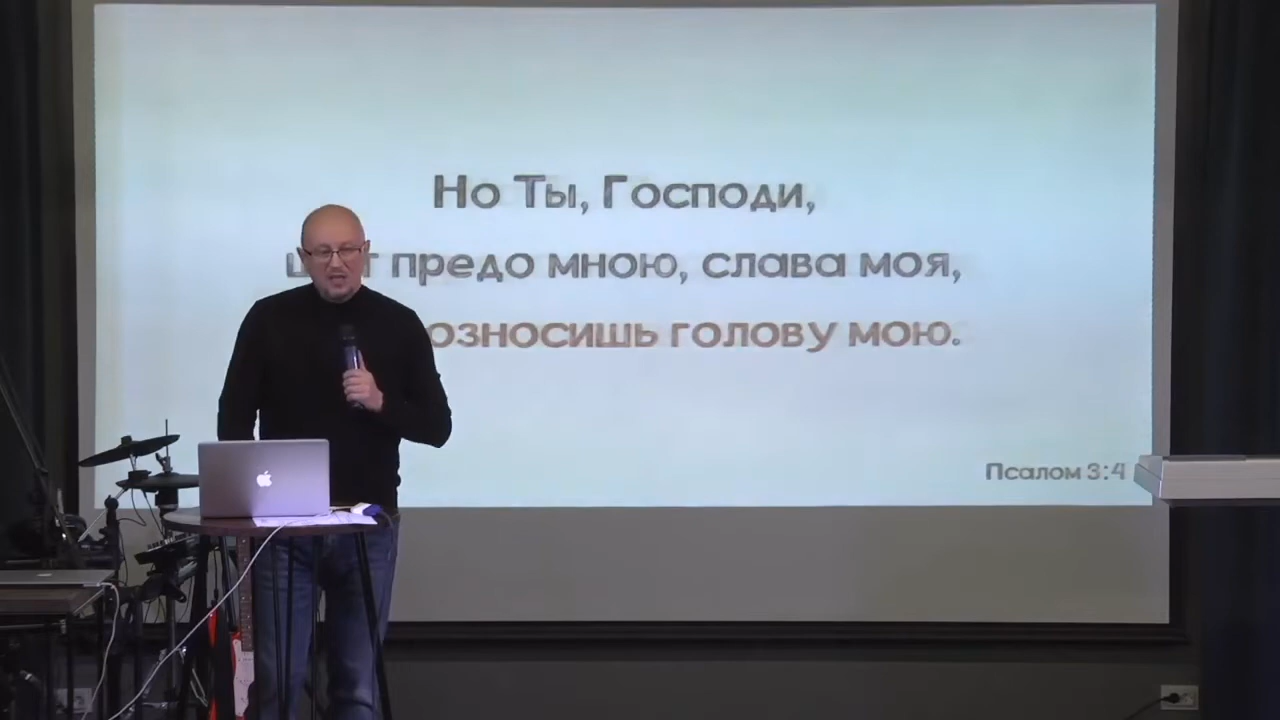 Но Ты, Господи,
предо мною, слава моя,
голову мою.
Псалом 3:4